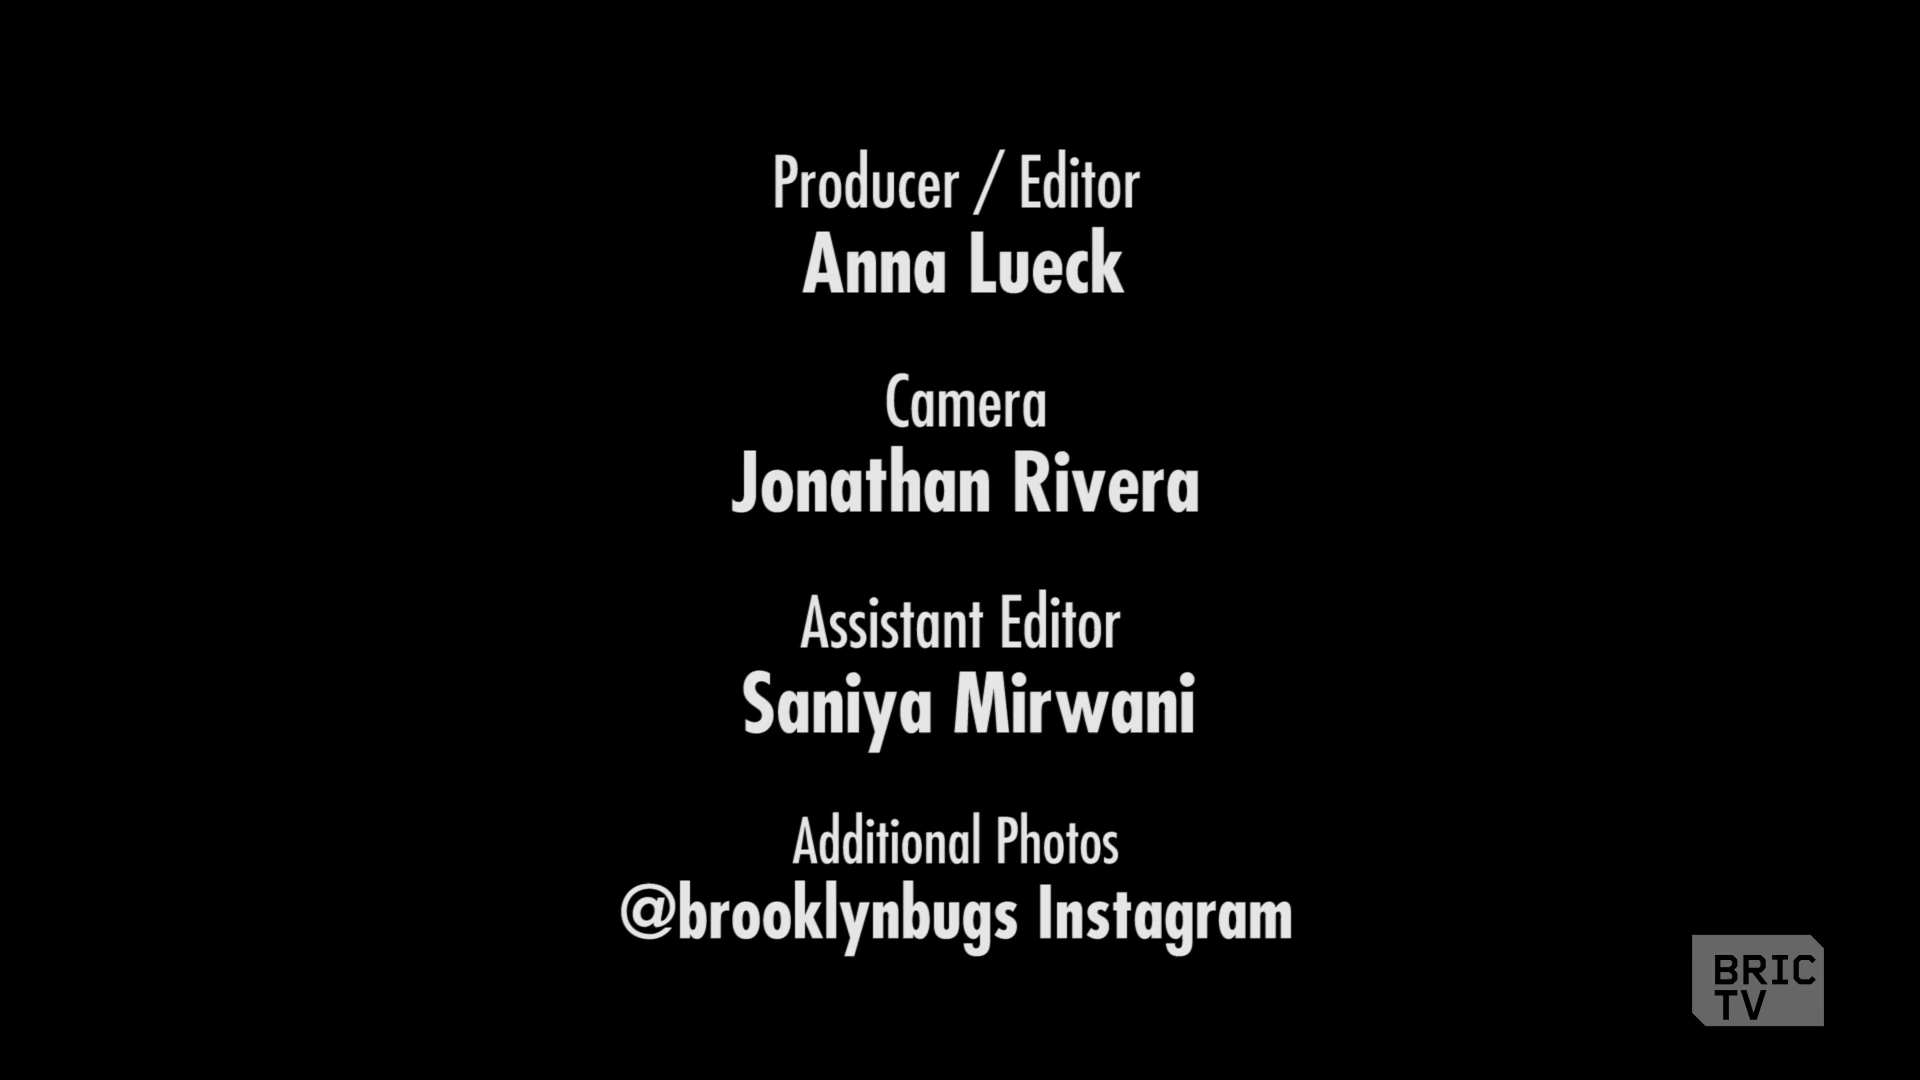 Producer / Editor
Anna Lueck
Camera
Jonathan Rivera
Assistant Editor
Saniya Mirwani
Additional Photos
@brooklynbugs Instagram
BRIC
TV